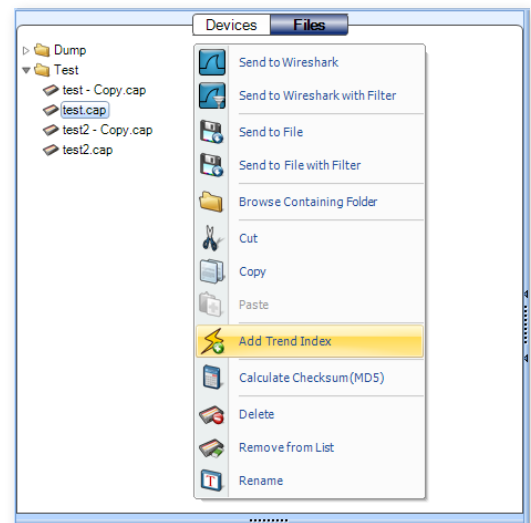 Devices Files
Dump
Test
test - Copy.cap
test.cap
test2 - Copy.cap
test2.cap
Send to Wireshark
Send to Wireshark with Filter
Send to File
Send to File with Filter
Browse Containing Folder
Cut
Copy
Paste
Add Trend Index
Calculate Checksum(MD5)
Delete
Remove from List
Rename